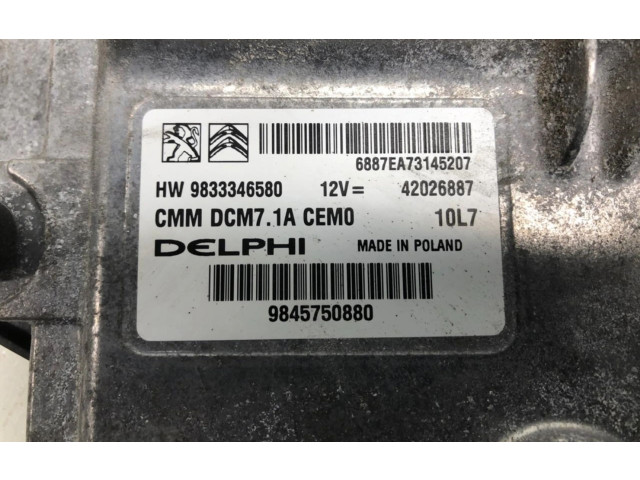 6887EA73145207
HW 9833346580 12V= 42026887
CMM DCM7.1A CEM0 10L7
DELPHI MADE IN POLAND
9845750880